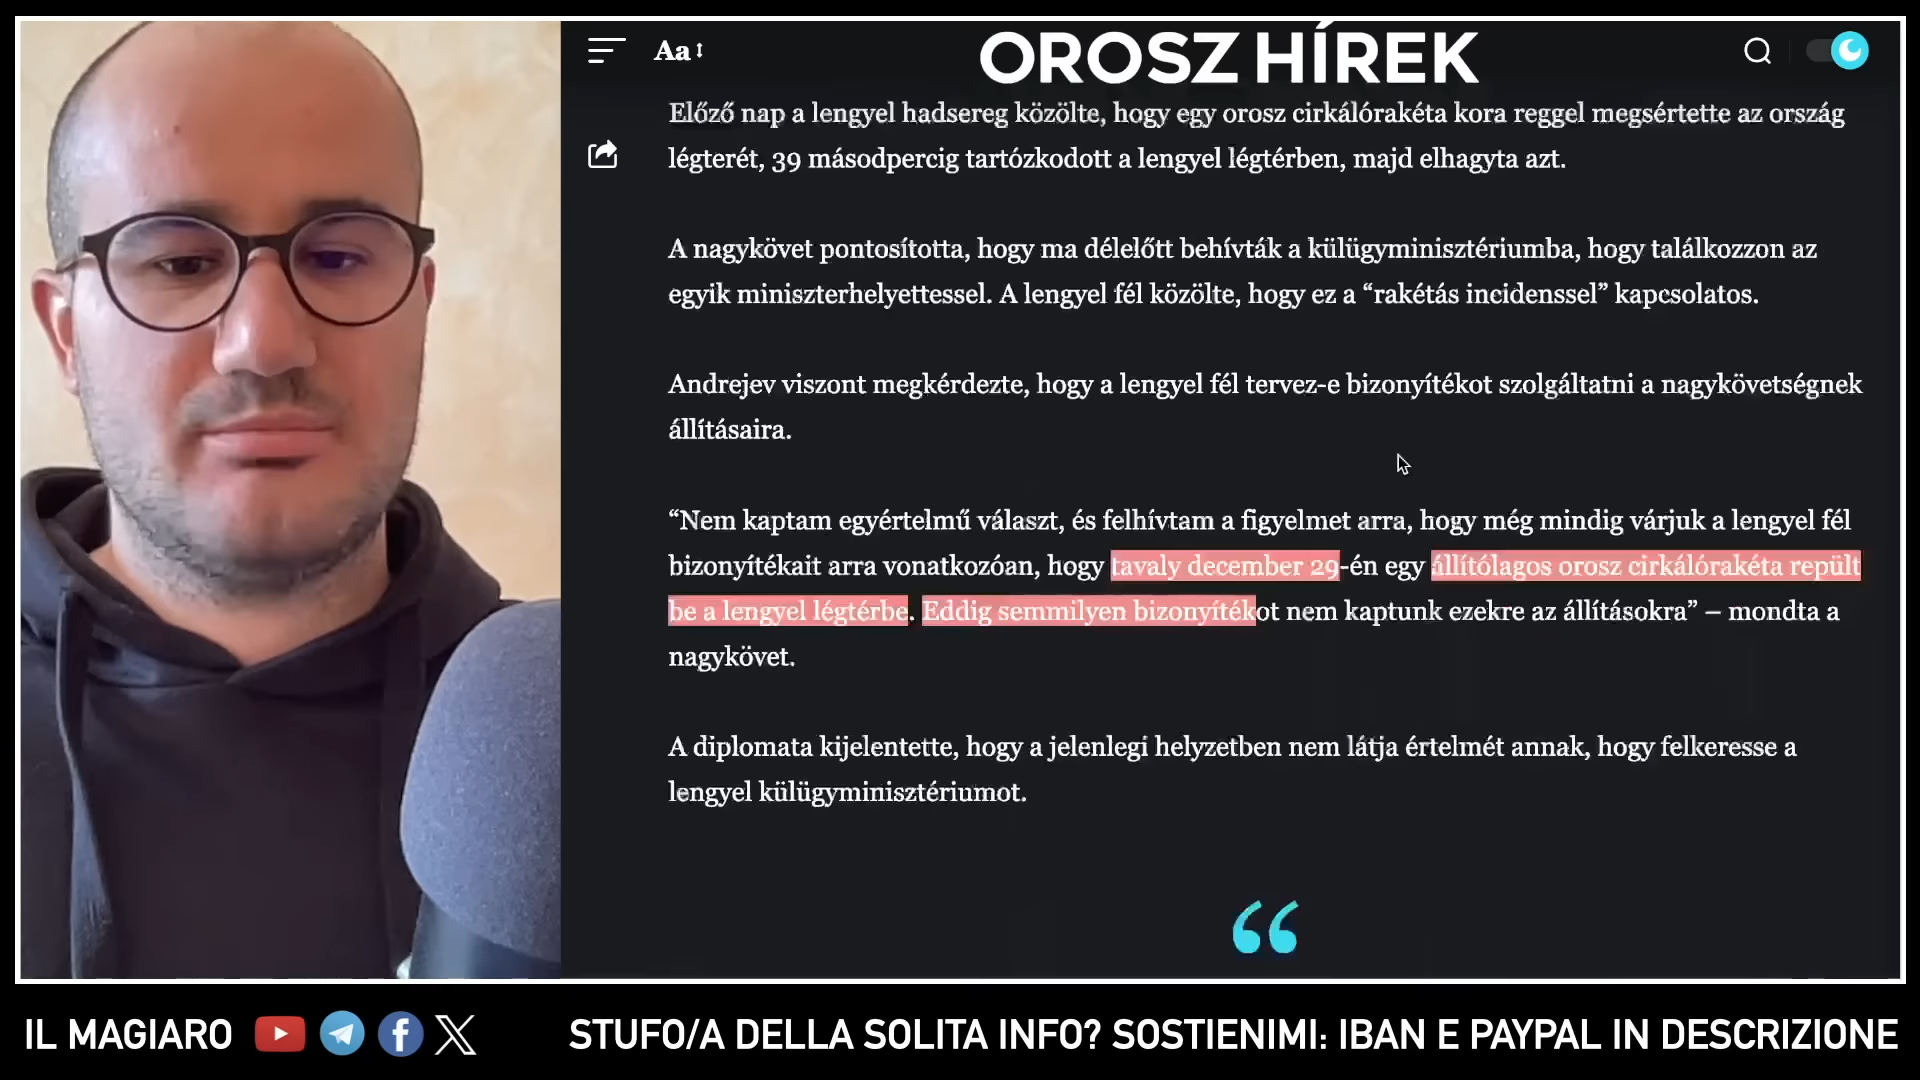 Aa
OROSZ HÍREK
Előző nap a lengyel hadsereg közölte, hogy egy orosz cirkálórakéta kora reggel megsértette az ország
légterét, 39 másodpercig tartózkodott a lengyel légtérben, majd elhagyta azt.
A nagykövet pontosította, hogy ma délelőtt behívták a külügyminisztériumba, hogy találkozzon az
egyik miniszterhelyettessel. A lengyel fél közölte, hogy ez a “rakétás incidenssel” kapcsolatos.
Andrejev viszont megkérdezte, hogy a lengyel fél tervez-e bizonyítékot szolgáltatni a nagykövetségnek
állításaira.
“Nem kaptam egyértelmű választ, és felhívtam a figyelmet arra, hogy még mindig várjuk a lengyel fél
bizonyítékait arra vonatkozóan, hogy tavaly december 29-én egy állítólagos orosz cirkálórakéta repült
be a lengyel légtérbe. Eddig semmilyen bizonyítékot nem kaptunk ezekre az állításokra” – mondta a
nagykövet.
A diplomata kijelentette, hogy a jelenlegi helyzetben nem látja értelmét annak, hogy felkeresse a
lengyel külügyminisztériumot.
“
IL MAGIARO
STUFO/A DELLA SOLITA INFO? SOSTIENIMI: IBAN E PAYPAL IN DESCRIZIONE